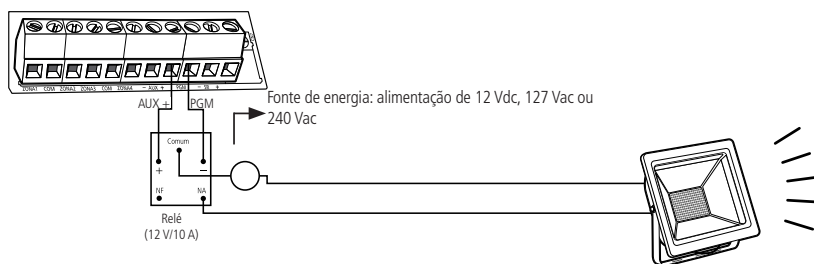 ZONA1 COM ZONA2 ZONA3 COM ZONA4 - AUX + PGM - SR +
AUX + PGM
Fonte de energia: alimentação de 12 Vdc, 127 Vac ou
240 Vac
Comum
+ -
NF NA
Relé
(12 V/10 A)